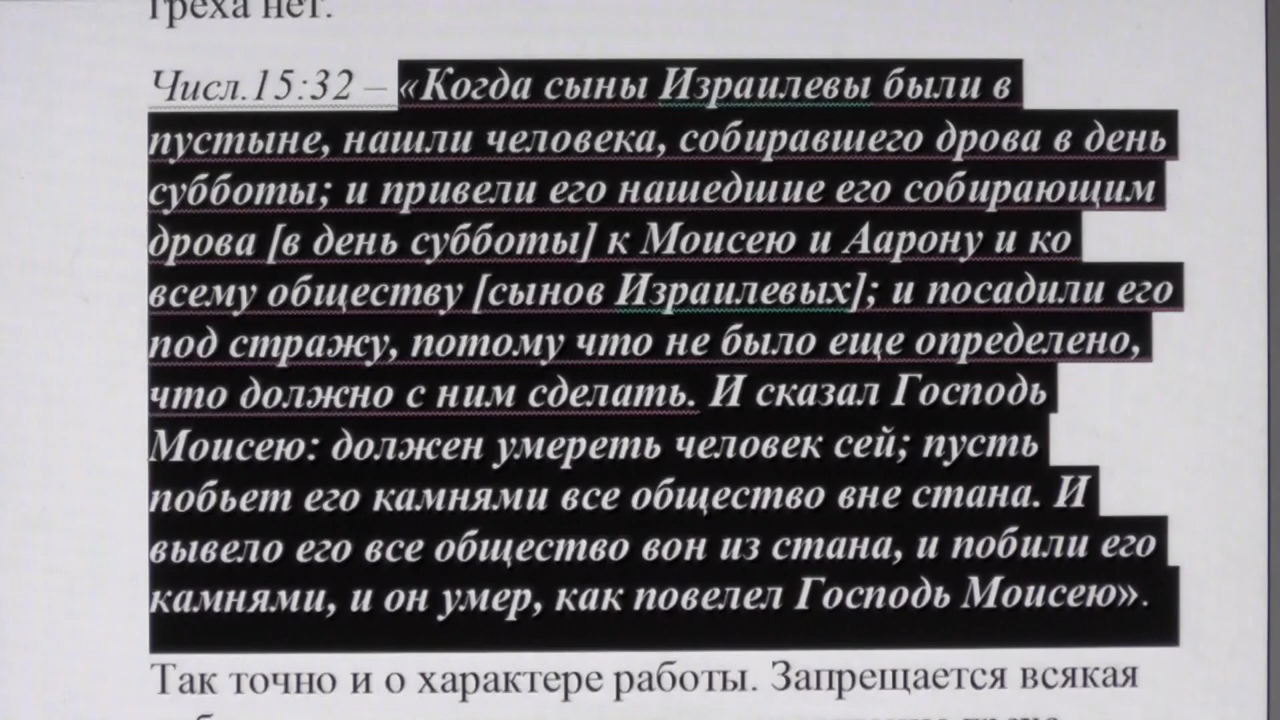 греха нет.
Числ.15:32 – «Когда сыны Израилевы были в
пустыне, нашли человека, собиравшего дрова в день
субботы; и привели его нашедшие его собирающим
дрова [в день субботы] к Моисею и Аарону и ко
всему обществу [сынов Израилевых]; и посадили его
под стражу, потому что не было еще определено,
что должно с ним сделать. И сказал Господь
Моисею: должен умереть человек сей; пусть
побьет его камнями все общество вне стана. И
вывело его все общество вон из стана, и побили его
камнями, и он умер, как повелел Господь Моисею».
Так точно и о характере работы. Запрещается всякая